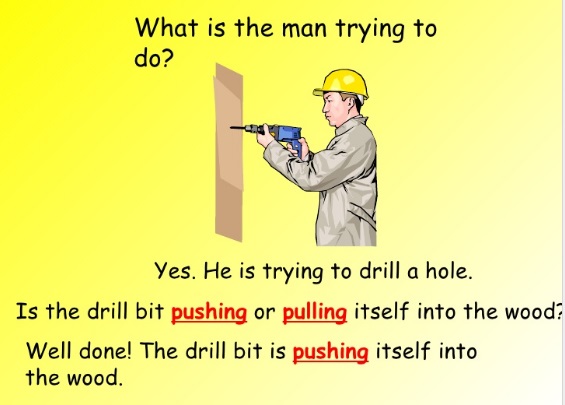 What is the man trying to
do?
Yes. He is trying to drill a hole.
Is the drill bit pushing or pulling itself into the wood?
Well done! The drill bit is pushing itself into
the wood.